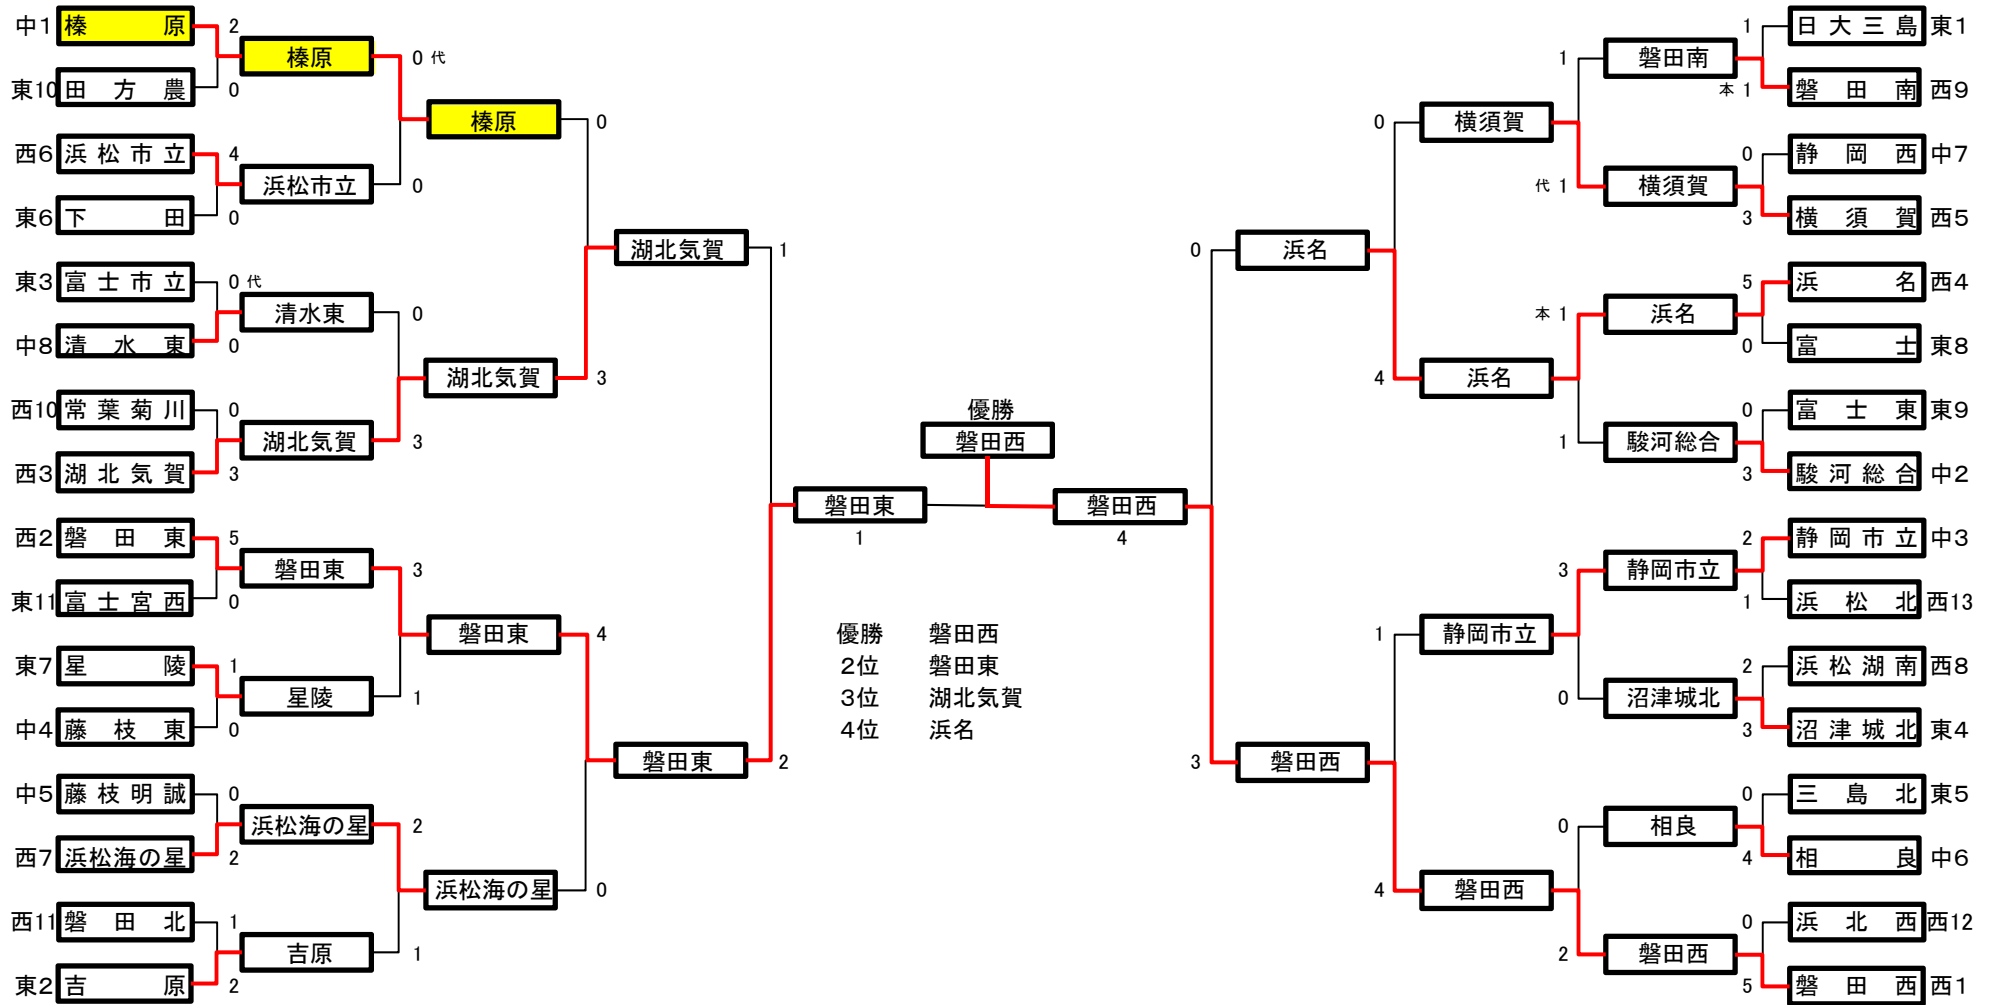 中1 榛原 2
榛原 0 代
東10 田方農 0
榛原 0
西6 浜松市立 4
浜松市立 0
東6 下田 0
湖北気賀 1
東3 富士市立 0 代
清水東 0
中8 清水東 0
湖北気賀 3
西10 常葉菊川 0
湖北気賀 3
西3 湖北気賀 3
西2 磐田東 5
磐田東 3
東11 富士宮西 0
磐田東 4
東7 星陵 1
星陵 1
中4 藤枝東 0
磐田東 2
中5 藤枝明誠 0
浜松海の星 2
西7 浜松海の星 2
浜松海の星 0
西11 磐田北 1
吉原 1
東2 吉原 2
優勝
磐田西
磐田東
1
磐田西
4
優勝 磐田西
2位 磐田東
3位 湖北気賀
4位 浜名
1 日大三島 東1
1 磐田南
本 1 磐田南 西9
0 横須賀
0 静岡西 中7
代 1 横須賀
3 横須賀 西5
0 浜名
5 浜名 西4
本 1 浜名
0 富士 東8
4 浜名
0 富士東 東9
1 駿河総合
3 駿河総合 中2
2 静岡市立 中3
3 静岡市立
1 浜松北 西13
1 静岡市立
2 浜松湖南 西8
0 沼津城北
3 沼津城北 東4
3 磐田西
0 三島北 東5
0 相良
4 相良 中6
4 磐田西
0 浜北西 西12
2 磐田西
5 磐田西 西1